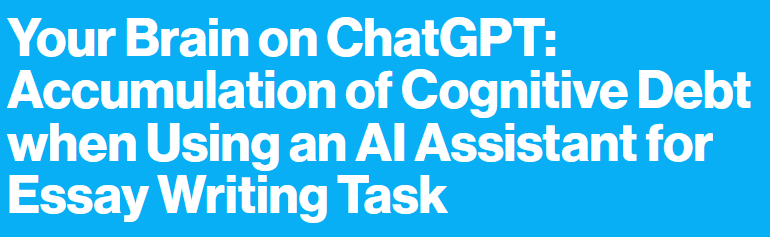 Your Brain on ChatGPT:
Accumulation of Cognitive Debt
when Using an AI Assistant for
Essay Writing Task